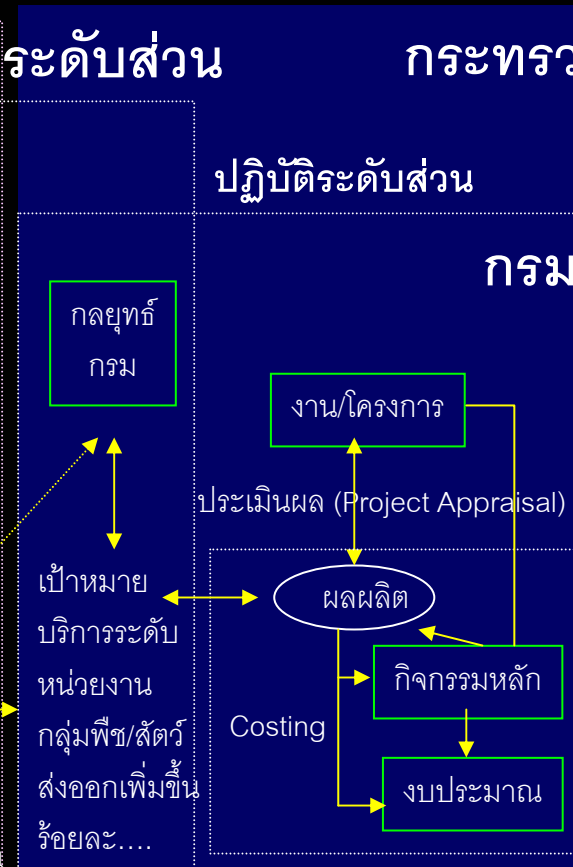 ระดับส่วน
กระทรว
ปฏิบัติระดับส่วน
กรม
กลยุทธ์
กรม
งาน/โครงการ
ประเมินผล (Project Appraisal)
เป้าหมาย
บริการระดับ
หน่วยงาน
กลุ่มพืช/สัตว์
ส่งออกเพิ่มขึ้น
ร้อยละ....
ผลผลิต
กิจกรรมหลัก
Costing
งบประมาณ